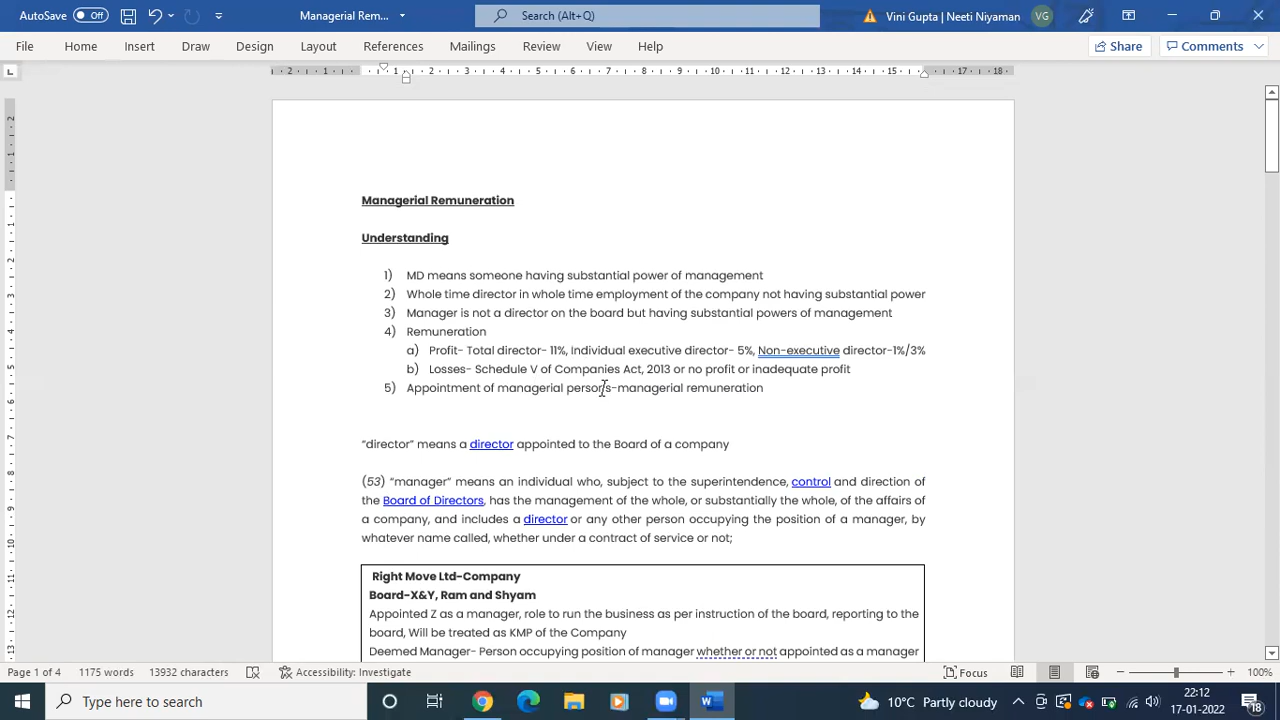 AutoSave Off Managerial Rem... Search (Alt+Q) Vini Gupta | Neeti Niyaman VG
File Home Insert Draw Design Layout References Mailings Review View Help Share Comments
Managerial Remuneration
Understanding
1) MD means someone having substantial power of management
2) Whole time director in whole time employment of the company not having substantial power
3) Manager is not a director on the board but having substantial powers of management
4) Remuneration
a) Profit- Total director- 11%, Individual executive director- 5%, Non-executive director-1%/3%
b) Losses- Schedule V of Companies Act, 2013 or no profit or inadequate profit
5) Appointment of managerial persons-managerial remuneration
“director” means a director appointed to the Board of a company
(53) “manager” means an individual who, subject to the superintendence, control and direction of
the Board of Directors, has the management of the whole, or substantially the whole, of the affairs of
a company, and includes a director or any other person occupying the position of a manager, by
whatever name called, whether under a contract of service or not;
Right Move Ltd-Company
Board-X&Y, Ram and Shyam
Appointed Z as a manager, role to run the business as per instruction of the board, reporting to the
board, Will be treated as KMP of the Company
Deemed Manager- Person occupying position of manager whether or not appointed as a manager
Page 1 of 4 1175 words 13932 characters Accessibility: Investigate Focus 100%
Type here to search 10°C Partly cloudy 22:12
17-01-2022 18